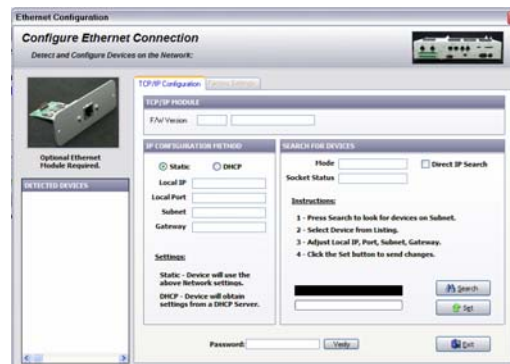 Ethernet Configuration
Configure Ethernet Connection
Detect and Configure Devices on the Network:
TCP/IP Configuration
TCP/IP MODULE
F/W Version
Optional Ethernet
Module Required.
DETECTED DEVICES
IP CONFIGURATION METHOD
Static DHCP
Local IP
Local Port
Subnet
Gateway
Settings:
Static - Device will use the
above Network settings.
DHCP - Device will obtain
settings from a DHCP Server.
SEARCH FOR DEVICES
Mode Direct IP Search
Socket Status
Instructions:
1 - Press Search to look for devices on Subnet.
2 - Select Device from Listing.
3 - Adjust Local IP, Port, Subnet, Gateway.
4 - Click the Set button to send changes.
Search
Set
Password: Verify
Exit